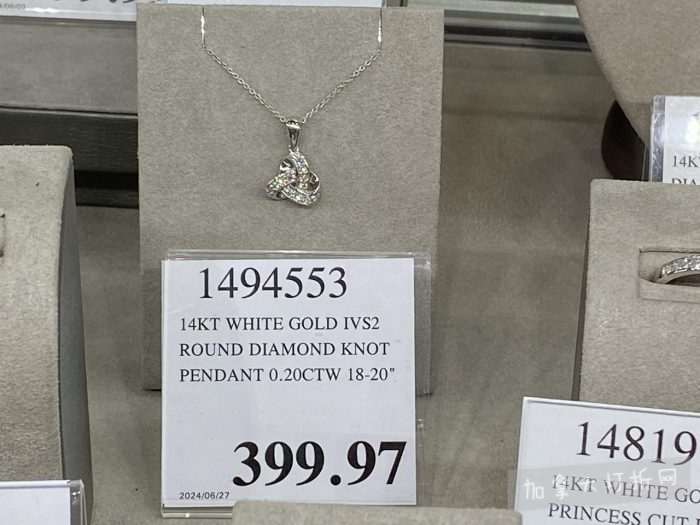 1494553
14KT WHITE GOLD IVS2
ROUND DIAMOND KNOT
PENDANT 0.20CTW 18-20"
399.97
2024/06/27
14K
14819
14KT WHITE GO
PRINCESS CUT